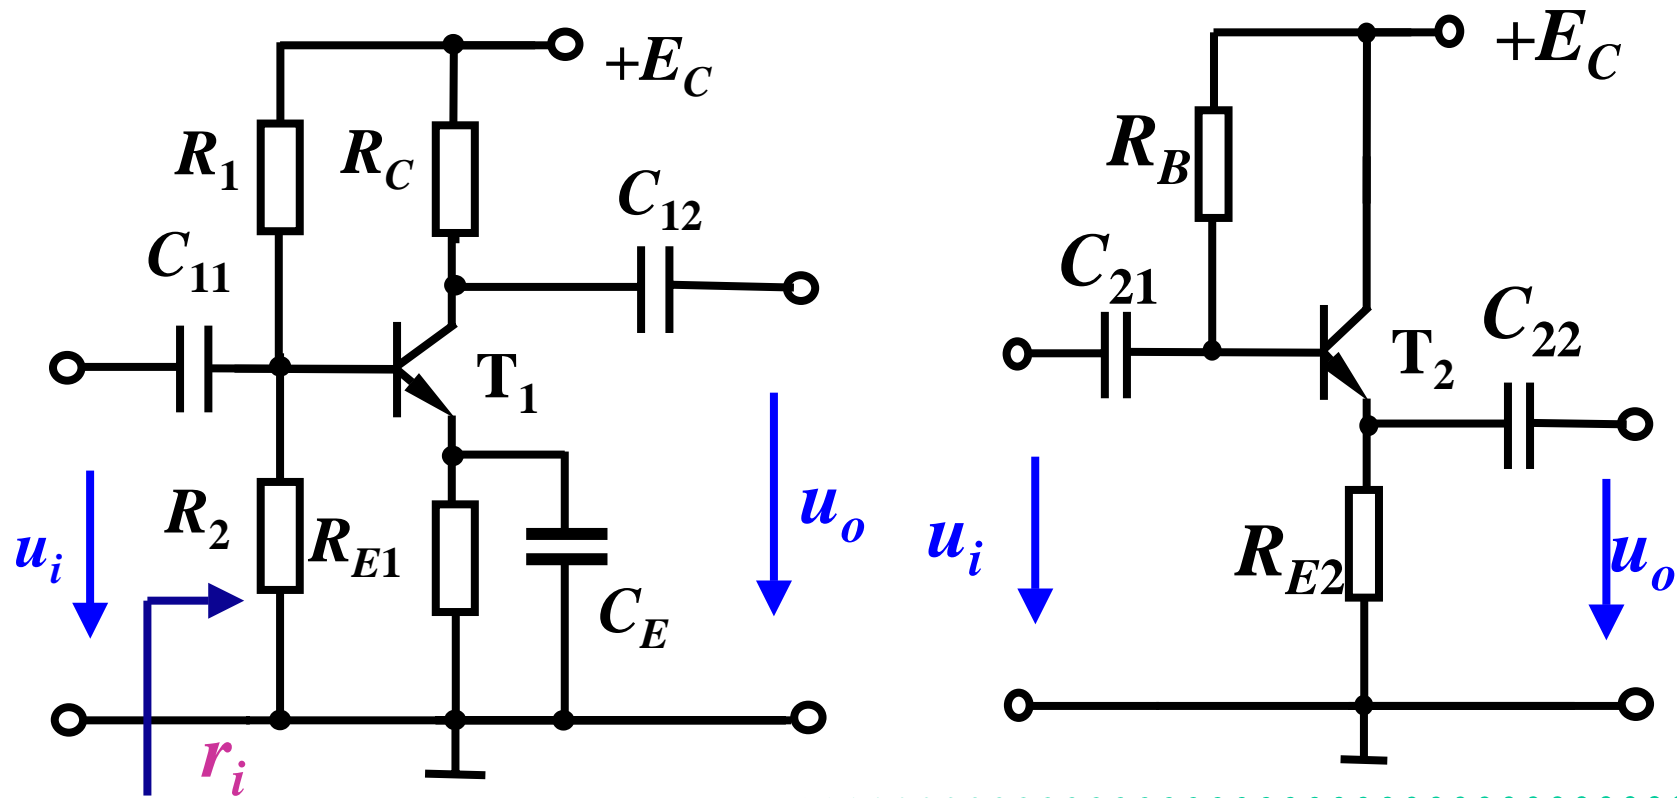 +E_C
R_1
R_C
C_12
C_11
T_1
R_2
R_E1
u_i
u_o
C_E
r_i
+E_C
R_B
C_21
C_22
T_2
u_i
R_E2
u_o